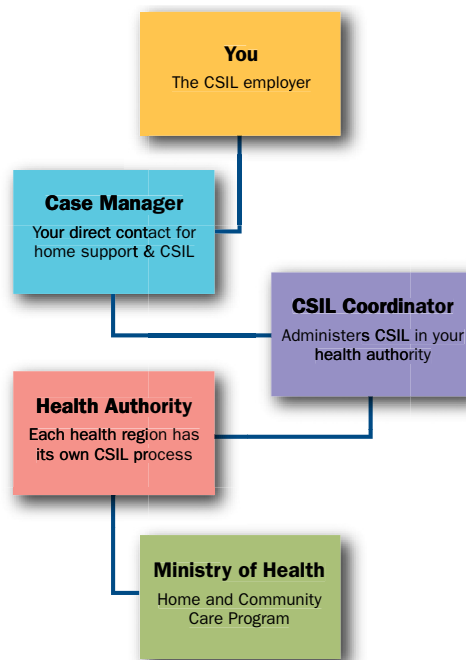 You
The CSIL employer
Case Manager
Your direct contact for
home support & CSIL
CSIL Coordinator
Administers CSIL in your
health authority
Health Authority
Each health region has
its own CSIL process
Ministry of Health
Home and Community
Care Program